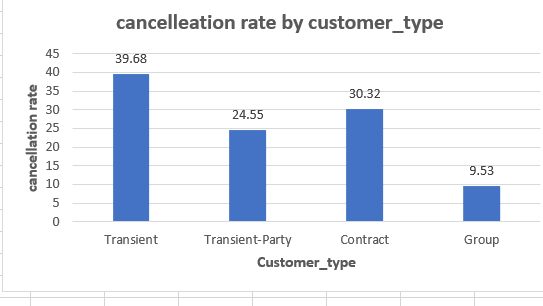 cancelleation rate by customer_type
45
40
35
30
25
20
15
10
5
0
cancellation rate
39.68
24.55
30.32
9.53
Transient
Transient-Party
Contract
Group
Customer_type